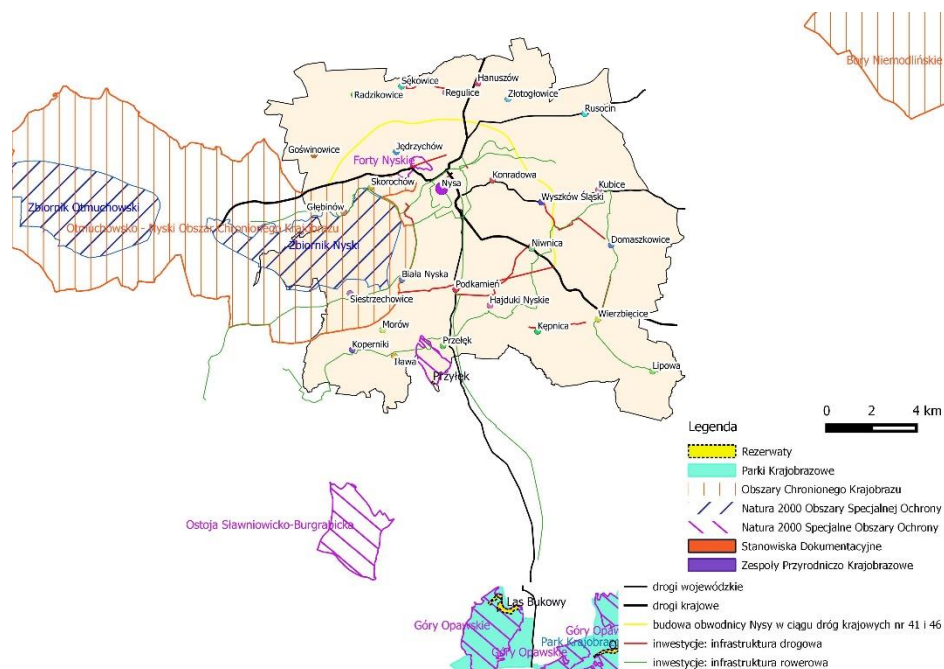 Bory Niemodlińskie
Sękowice
Hanuszów
Radzikowice
Regulice
Złotogłowice
Rusocin
Goświnowice
Jędrzychów
Forty Nyskie
Skorochów
Nysa
Konradowa
Kubice
Głębinów
Wyszków Śląski
Zbiornik Otmuchowski
Otmuchowsko - Nyski Obszar Chronionego Krajobrazu
Zbiornik Nyski
Niwnica
Domaszkowice
Biała Nyska
Siestrzechowice
Podkamień
Hajduki Nyskie
Wierzbięcice
Morów
Kępnica
Koperniki
Iława
Przełęk
Przyłęk
Lipowa
0 2 4 km
Legenda
Rezerwaty
Parki Krajobrazowe
Obszary Chronionego Krajobrazu
Natura 2000 Obszary Specjalnej Ochrony
Natura 2000 Specjalne Obszary Ochrony
Stanowiska Dokumentacyjne
Zespoły Przyrodniczo Krajobrazowe
drogi wojewódzkie
drogi krajowe
budowa obwodnicy Nysy w ciągu dróg krajowych nr 41 i 46
inwestycje: infrastruktura drogowa
inwestycje: infrastruktura rowerowa
Ostoja Sławniowicko-Burgrabicka
Las Bukowy
Góry Opawskie
Góry Opaw
Park Krajobraz
Góry Opawskie